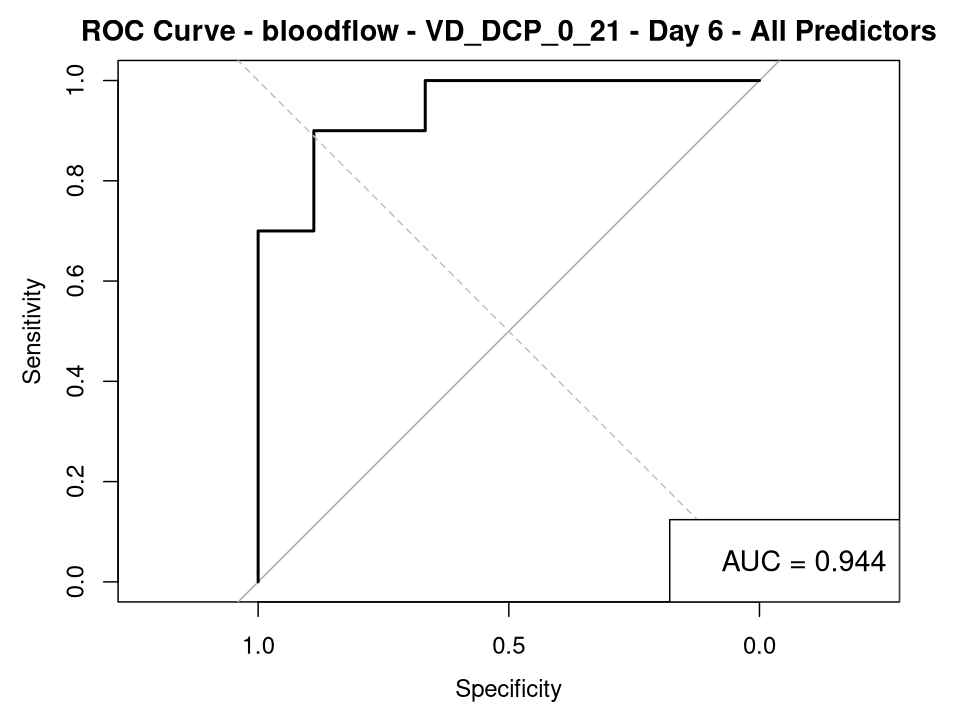 ROC Curve - bloodflow - VD_DCP_0_21 - Day 6 - All Predictors
1.0
0.8
0.6
0.4
0.2
0.0
Sensitivity
AUC = 0.944
1.0 0.5 0.0
Specificity